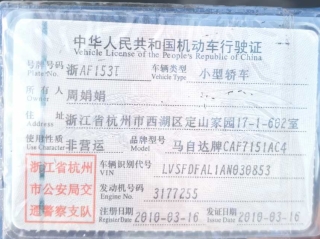 中华人民共和国机动车行驶证
Vehicle License of the People's Republic of China
号牌号码 浙AF153T 车辆类型 小型轿车
Plate No. Vehicle Type
所有人 周娟娟
住址 浙江省杭州市西湖区定山家园17-1-602室
使用性质 非营运 品牌型号 马自达牌CAF7151AC4
Use Character
浙江省杭州 车辆识别代号 LVSFDFAL1AN030853
VIN
市公安局交 发动机号码 3177255
Engine No.
巡警察支队 注册日期 2010-03-16 发证日期 2010-03-16
Register Date Issue Date